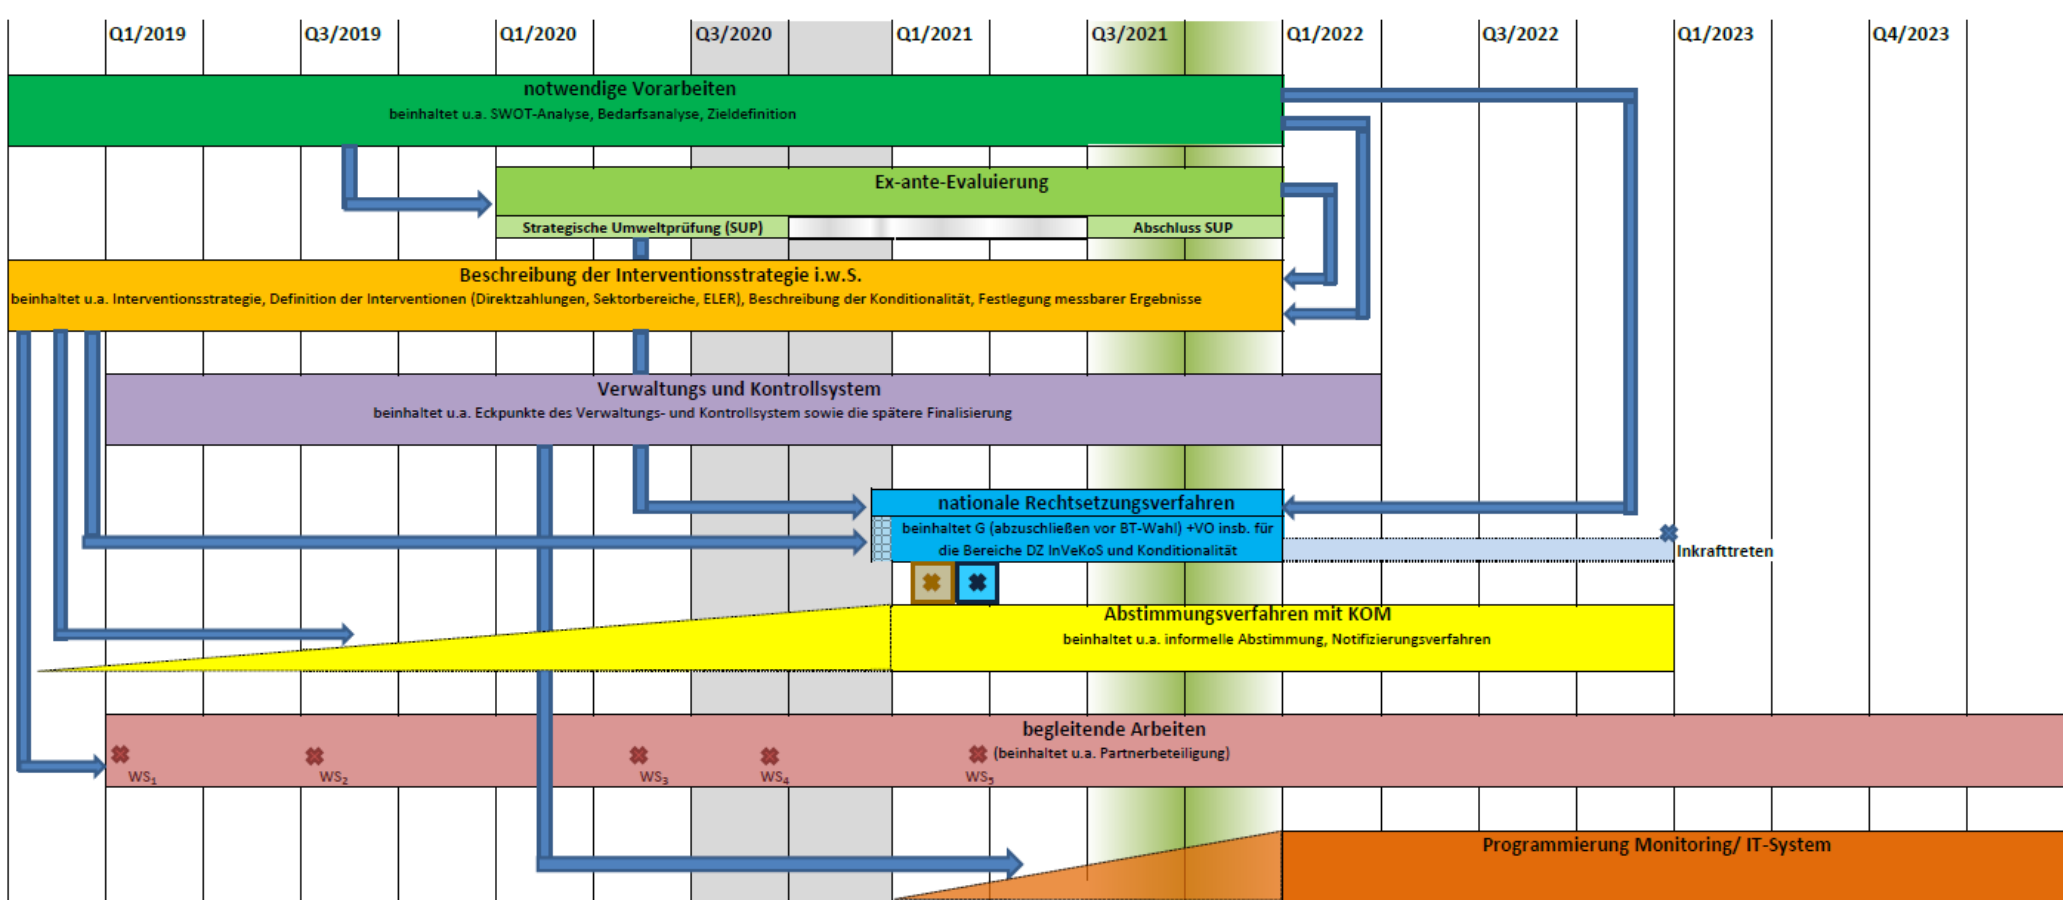 Q1/2019
Q3/2019
Q1/2020
Q3/2020
Q1/2021
Q3/2021
Q1/2022
Q3/2022
Q1/2023
Q4/2023
notwendige Vorarbeiten
beinhaltet u.a. SWOT-Analyse, Bedarfsanalyse, Zieldefinition
Ex-ante-Evaluierung
Strategische Umweltprüfung (SUP)
Abschluss SUP
Beschreibung der Interventionsstrategie i.w.S.
beinhaltet u.a. Interventionsstrategie, Definition der Interventionen (Direktzahlungen, Sektorbereiche, ELER), Beschreibung der Konditionalität, Festlegung messbarer Ergebnisse
Verwaltungs und Kontrollsystem
beinhaltet u.a. Eckpunkte des Verwaltungs- und Kontrollsystem sowie die spätere Finalisierung
nationale Rechtsetzungsverfahren
beinhaltet G (abzuschließen vor BT-Wahl) +VO insb. für
die Bereiche DZ InVeKoS und Konditionalität
Inkrafttreten
Abstimmungsverfahren mit KOM
beinhaltet u.a. informelle Abstimmung, Notifizierungsverfahren
begleitende Arbeiten
(beinhaltet u.a. Partnerbeteiligung)
WS₁
WS₂
WS₃
WS₄
WS₅
Programmierung Monitoring/ IT-System